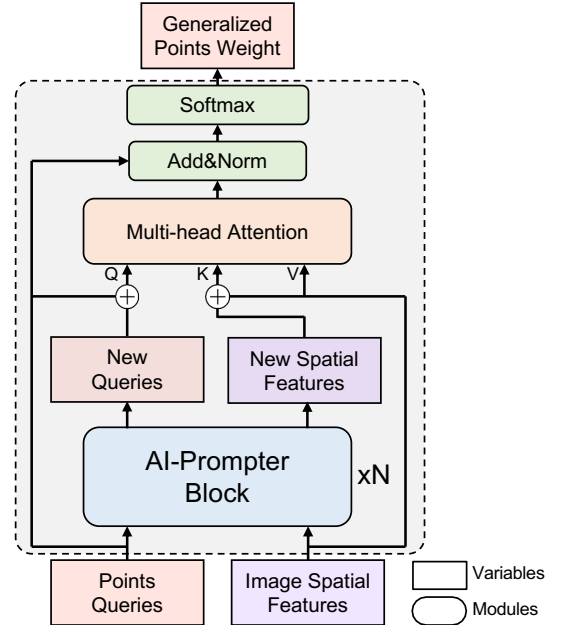 Generalized
Points Weight
Softmax
Add&Norm
Multi-head Attention
Q
K
V
New
Queries
New Spatial
Features
AI-Prompter
Block
xN
Points
Queries
Image Spatial
Features
Variables
Modules